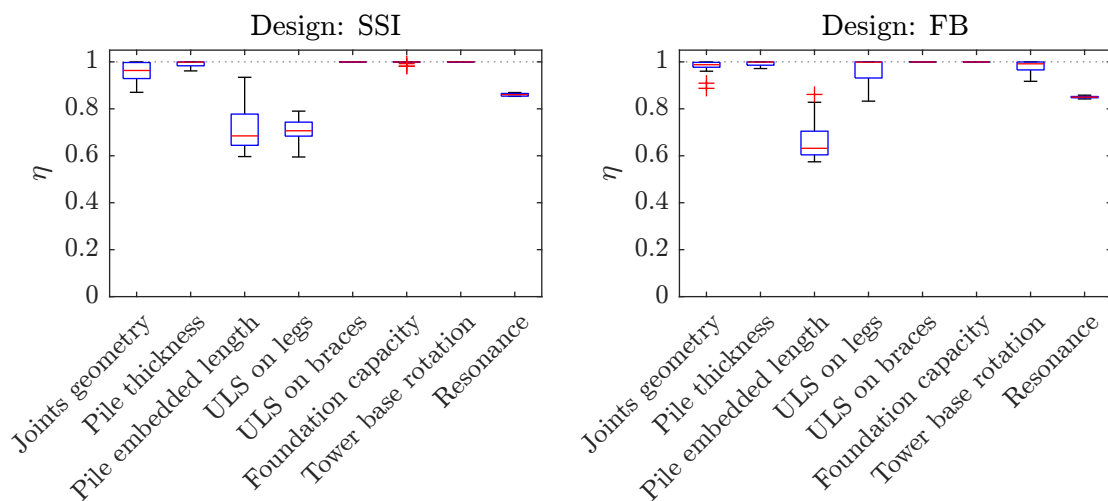 Design: SSI
1
0.8
0.6
0.4
0.2
0
η
Joints geometry
Pile thickness
Pile embedded length
ULS on legs
ULS on braces
Foundation capacity
Tower base rotation
Resonance
Design: FB
1
0.8
0.6
0.4
0.2
0
η
Joints geometry
Pile thickness
Pile embedded length
ULS on legs
ULS on braces
Foundation capacity
Tower base rotation
Resonance